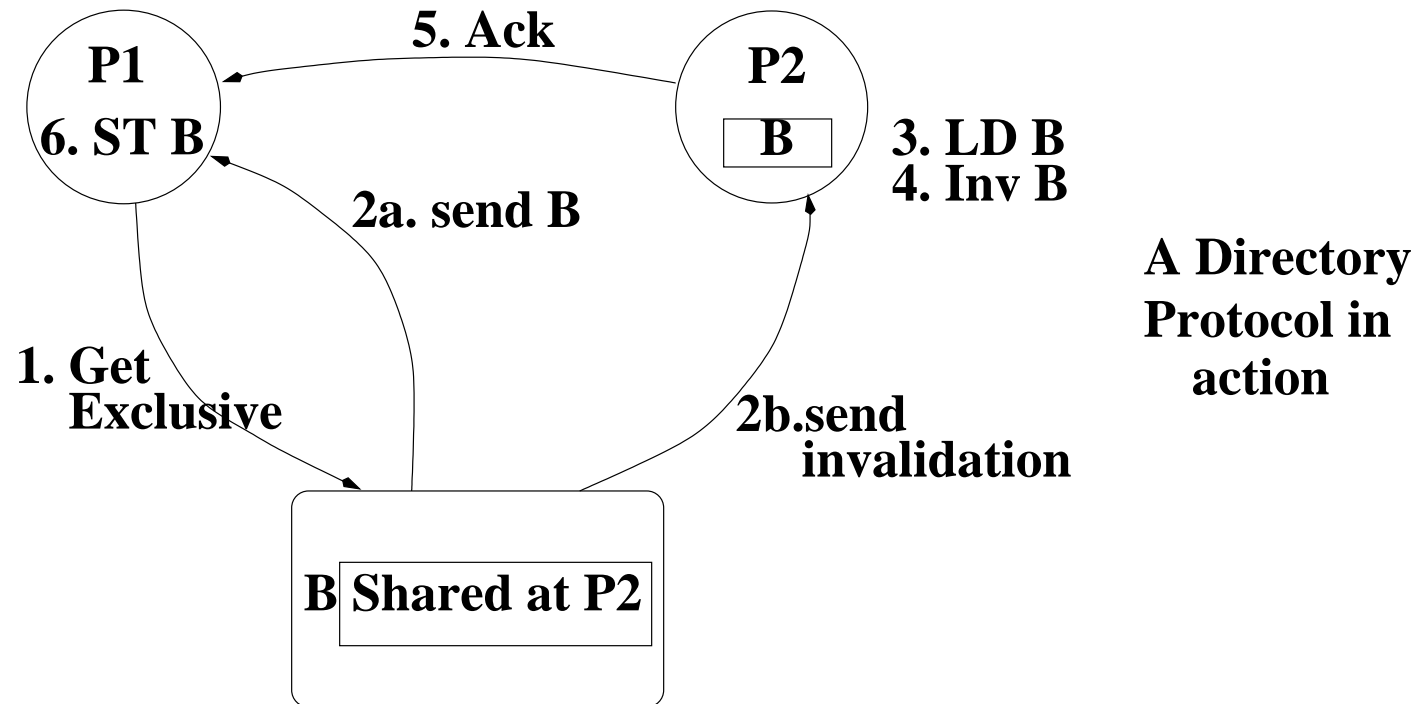 5. Ack
P1
6. ST B
P2
B
3. LD B
4. Inv B
2a. send B
A Directory
Protocol in
action
1. Get
Exclusive
2b.send
invalidation
B Shared at P2